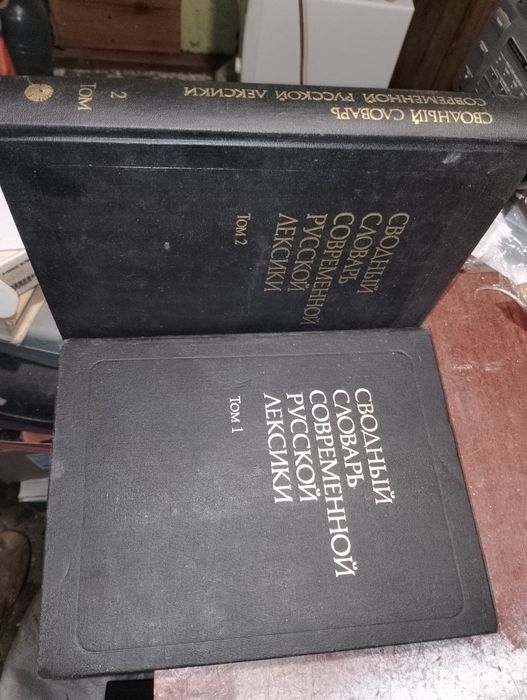 СВОДНЫЙ СЛОВАРЬ
СОВРЕМЕННОЙ РУССКОЙ ЛЕКСИКИ
Том
2
СВОДНЫЙ
СЛОВАРЬ
СОВРЕМЕННОЙ
РУССКОЙ
ЛЕКСИКИ
Том 2
СВОДНЫЙ
СЛОВАРЬ
СОВРЕМЕННОЙ
РУССКОЙ
ЛЕКСИКИ
Том 1